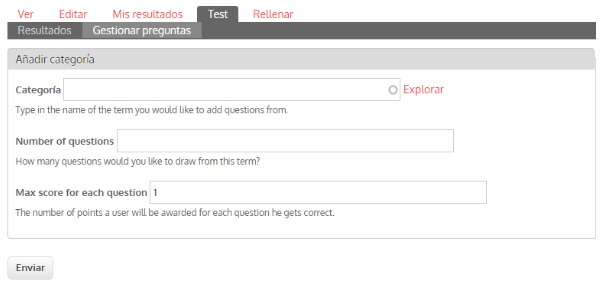 Ver Editar Mis resultados Test Rellenar
Resultados Gestionar preguntas
Añadir categoría
Categoría Explorar
Type in the name of the term you would like to add questions from.
Number of questions
How many questions would you like to draw from this term?
Max score for each question 1
The number of points a user will be awarded for each question he gets correct.
Enviar